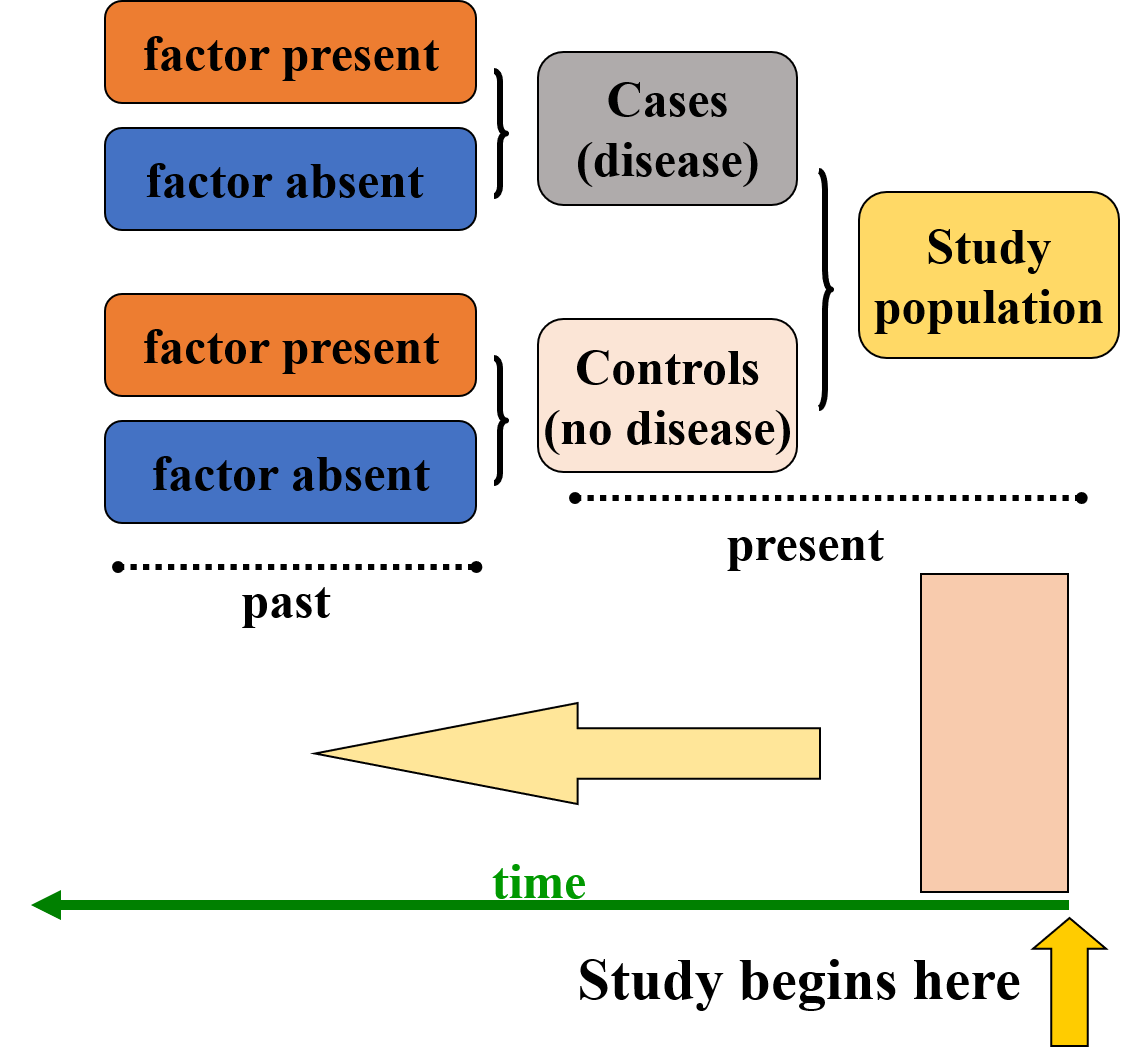 factor present
factor absent
Cases
(disease)
Study
population
factor present
factor absent
Controls
(no disease)
past
present
time
Study begins here